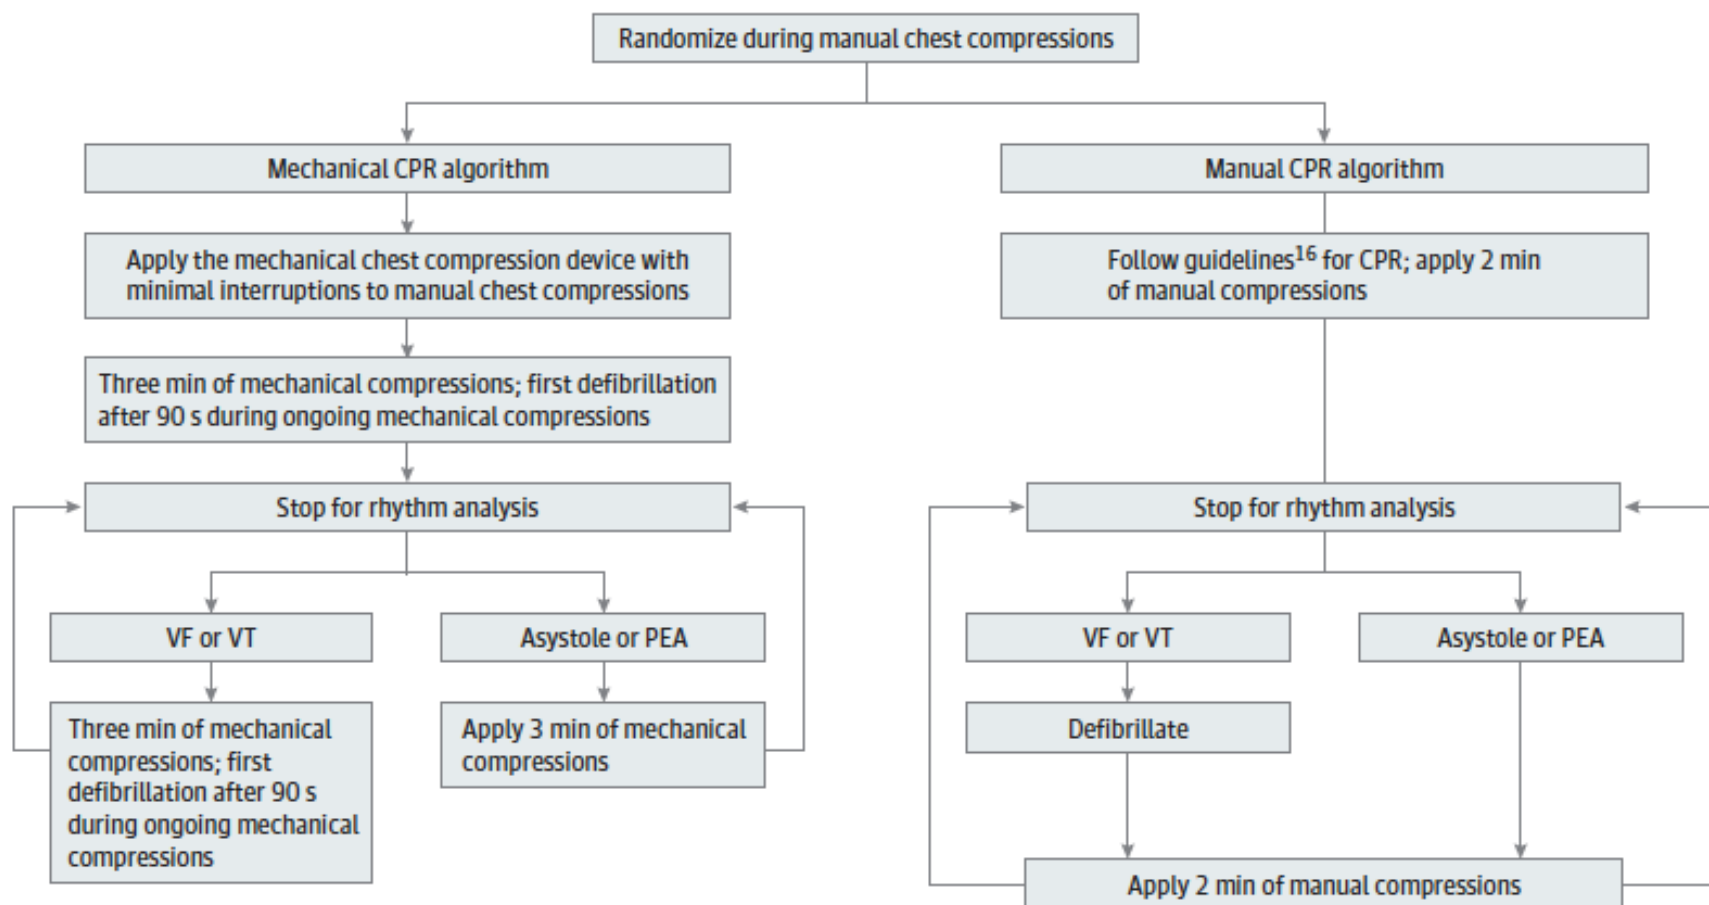 Randomize during manual chest compressions
Mechanical CPR algorithm
Apply the mechanical chest compression device with
minimal interruptions to manual chest compressions
Three min of mechanical compressions; first defibrillation
after 90 s during ongoing mechanical compressions
Stop for rhythm analysis
VF or VT
Three min of mechanical
compressions; first
defibrillation after 90 s
during ongoing mechanical
compressions
Asystole or PEA
Apply 3 min of mechanical
compressions
Manual CPR algorithm
Follow guidelines16 for CPR; apply 2 min
of manual compressions
Stop for rhythm analysis
VF or VT
Defibrillate
Asystole or PEA
Apply 2 min of manual compressions